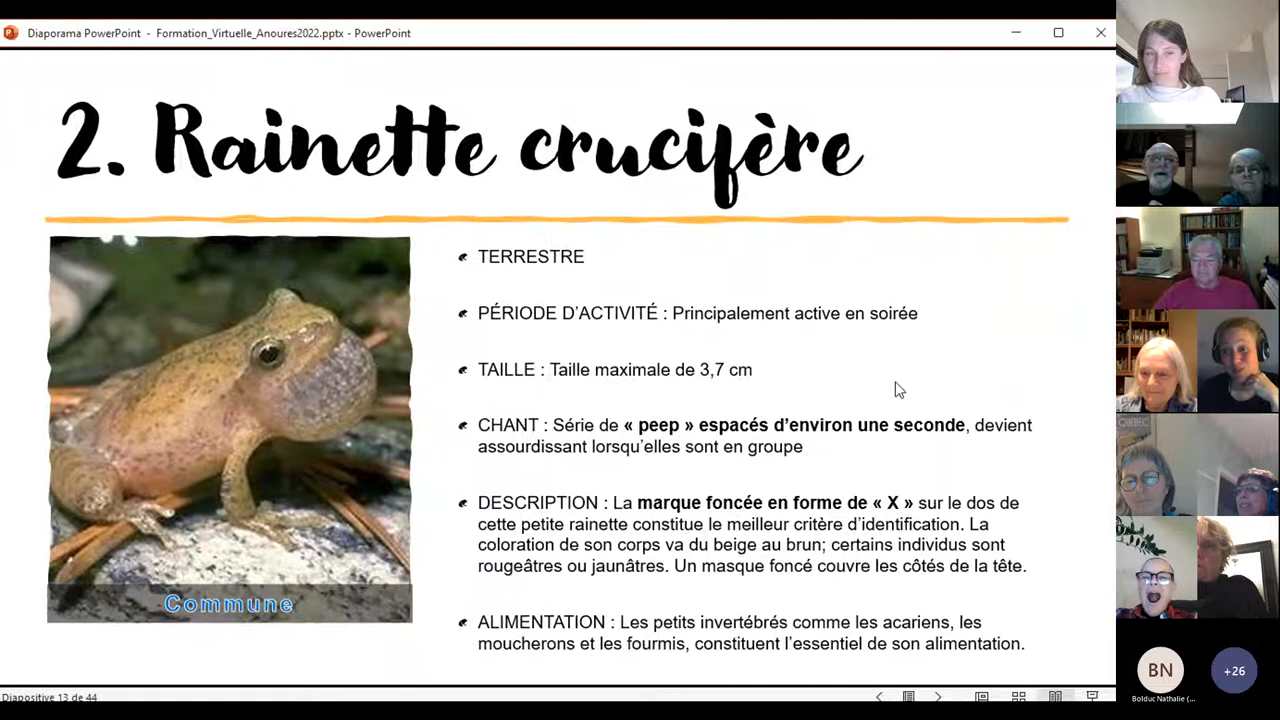 Diaporama PowerPoint - Formation_Virtuelle_Anoures2022.pptx - PowerPoint
2. Rainette crucifère
TERRESTRE
PÉRIODE D’ACTIVITÉ : Principalement active en soirée
TAILLE : Taille maximale de 3,7 cm
CHANT : Série de « peep » espacés d’environ une seconde, devient
assourdissant lorsqu’elles sont en groupe
DESCRIPTION : La marque foncée en forme de « X » sur le dos de
cette petite rainette constitue le meilleur critère d’identification. La
coloration de son corps va du beige au brun; certains individus sont
rougeâtres ou jaunâtres. Un masque foncé couvre les côtés de la tête.
ALIMENTATION : Les petits invertébrés comme les acariens, les
moucherons et les fourmis, constituent l’essentiel de son alimentation.
Commune
Diapositive 13 de 44
QUÉBEC
BN
Bolduc Nathalie (...
+26